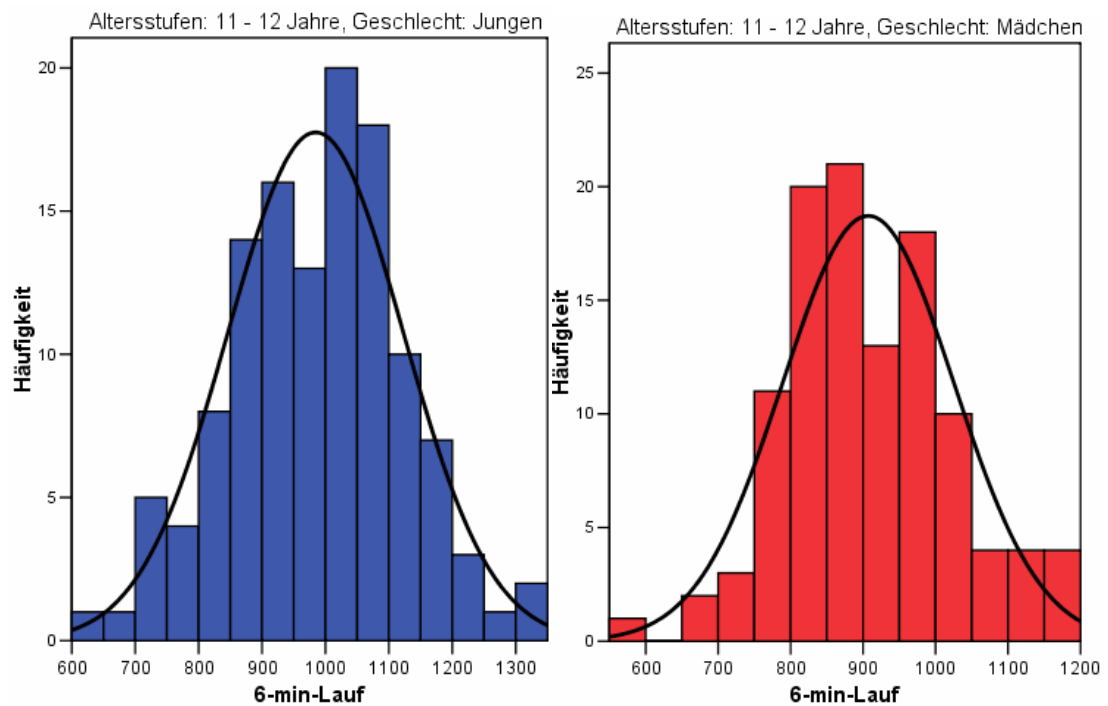 Altersstufen: 11 - 12 Jahre, Geschlecht: Jungen
20
15
10
5
0
Häufigkeit
600 700 800 900 1000 1100 1200 1300
6-min-Lauf
Altersstufen: 11 - 12 Jahre, Geschlecht: Mädchen
25
20
15
10
5
0
Häufigkeit
600 700 800 900 1000 1100 1200
6-min-Lauf